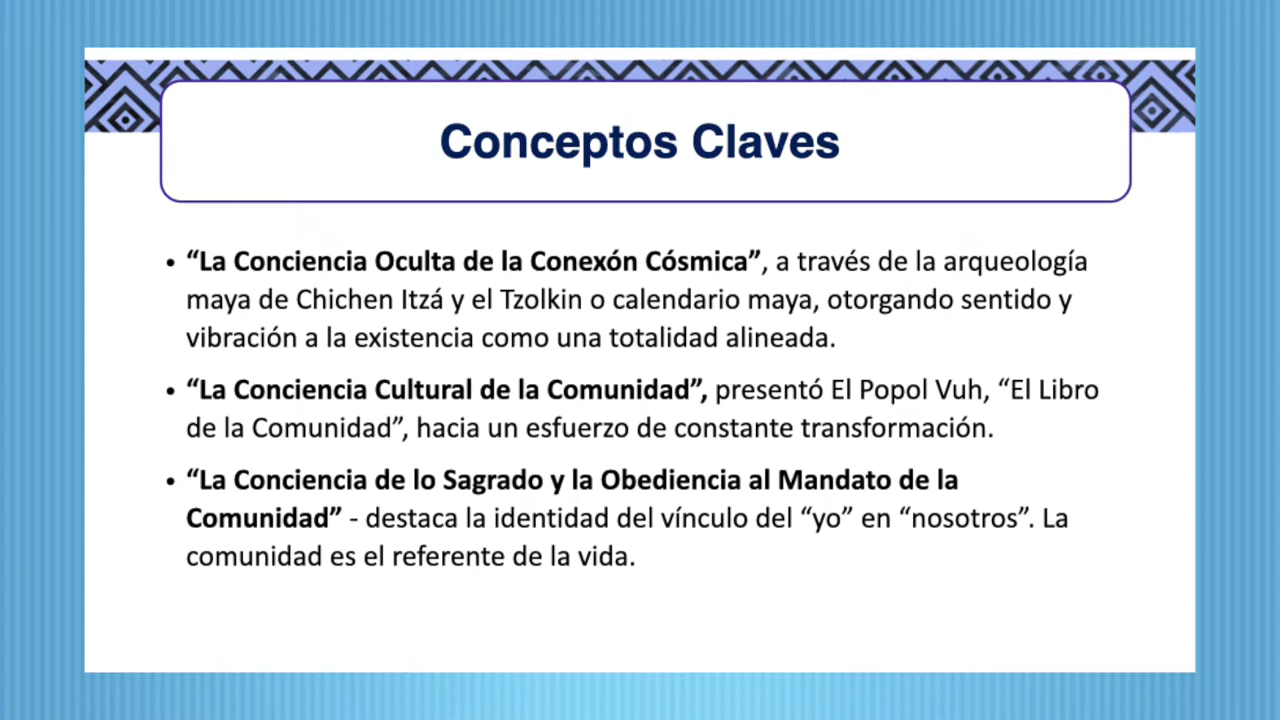 Conceptos Claves
• “La Conciencia Oculta de la Conexón Cósmica”, a través de la arqueología
maya de Chichen Itzá y el Tzolkin o calendario maya, otorgando sentido y
vibración a la existencia como una totalidad alineada.
• “La Conciencia Cultural de la Comunidad”, presentó El Popol Vuh, “El Libro
de la Comunidad”, hacia un esfuerzo de constante transformación.
• “La Conciencia de lo Sagrado y la Obediencia al Mandato de la
Comunidad” - destaca la identidad del vínculo del “yo” en “nosotros”. La
comunidad es el referente de la vida.